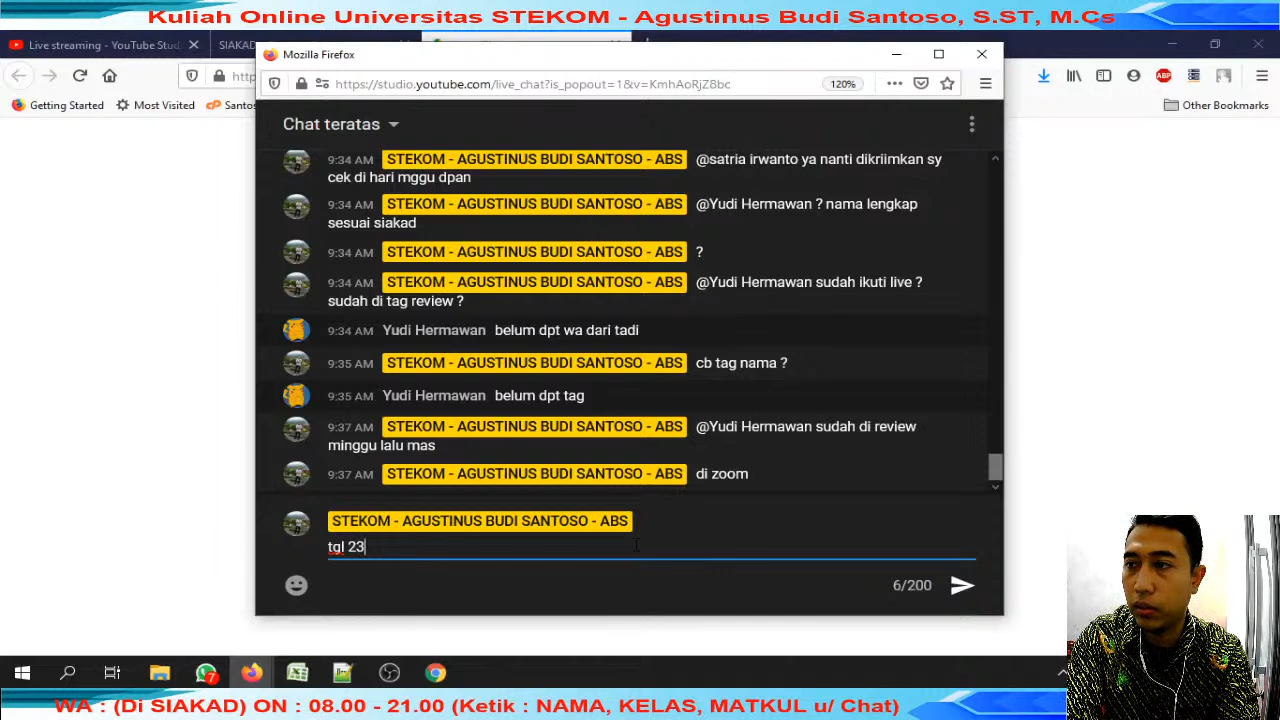 Kuliah Online Universitas STEKOM - Agustinus Budi Santoso, S.ST, M.Cs
Live streaming - YouTube Stud
SIAKAD
Mozilla Firefox
http
https://studio.youtube.com/live_chat?is_popout=1&v=KmhAoRjZ8bc
120%
ABP
Getting Started
Most Visited
Santos
Other Bookmarks
Chat teratas
9:34 AM STEKOM - AGUSTINUS BUDI SANTOSO - ABS @satria irwanto ya nanti dikriimkan sy
cek di hari mggu dpan
9:34 AM STEKOM - AGUSTINUS BUDI SANTOSO - ABS @Yudi Hermawan ? nama lengkap
sesuai siakad
9:34 AM STEKOM - AGUSTINUS BUDI SANTOSO - ABS ?
9:34 AM STEKOM - AGUSTINUS BUDI SANTOSO - ABS @Yudi Hermawan sudah ikuti live ?
sudah di tag review ?
9:34 AM Yudi Hermawan belum dpt wa dari tadi
9:35 AM STEKOM - AGUSTINUS BUDI SANTOSO - ABS cb tag nama ?
9:35 AM Yudi Hermawan belum dpt tag
9:37 AM STEKOM - AGUSTINUS BUDI SANTOSO - ABS @Yudi Hermawan sudah di review
minggu lalu mas
9:37 AM STEKOM - AGUSTINUS BUDI SANTOSO - ABS di zoom
STEKOM - AGUSTINUS BUDI SANTOSO - ABS
tgl 23
6/200
7
WA : (Di SIAKAD) ON : 08.00 - 21.00 (Ketik : NAMA, KELAS, MATKUL u/ Chat)